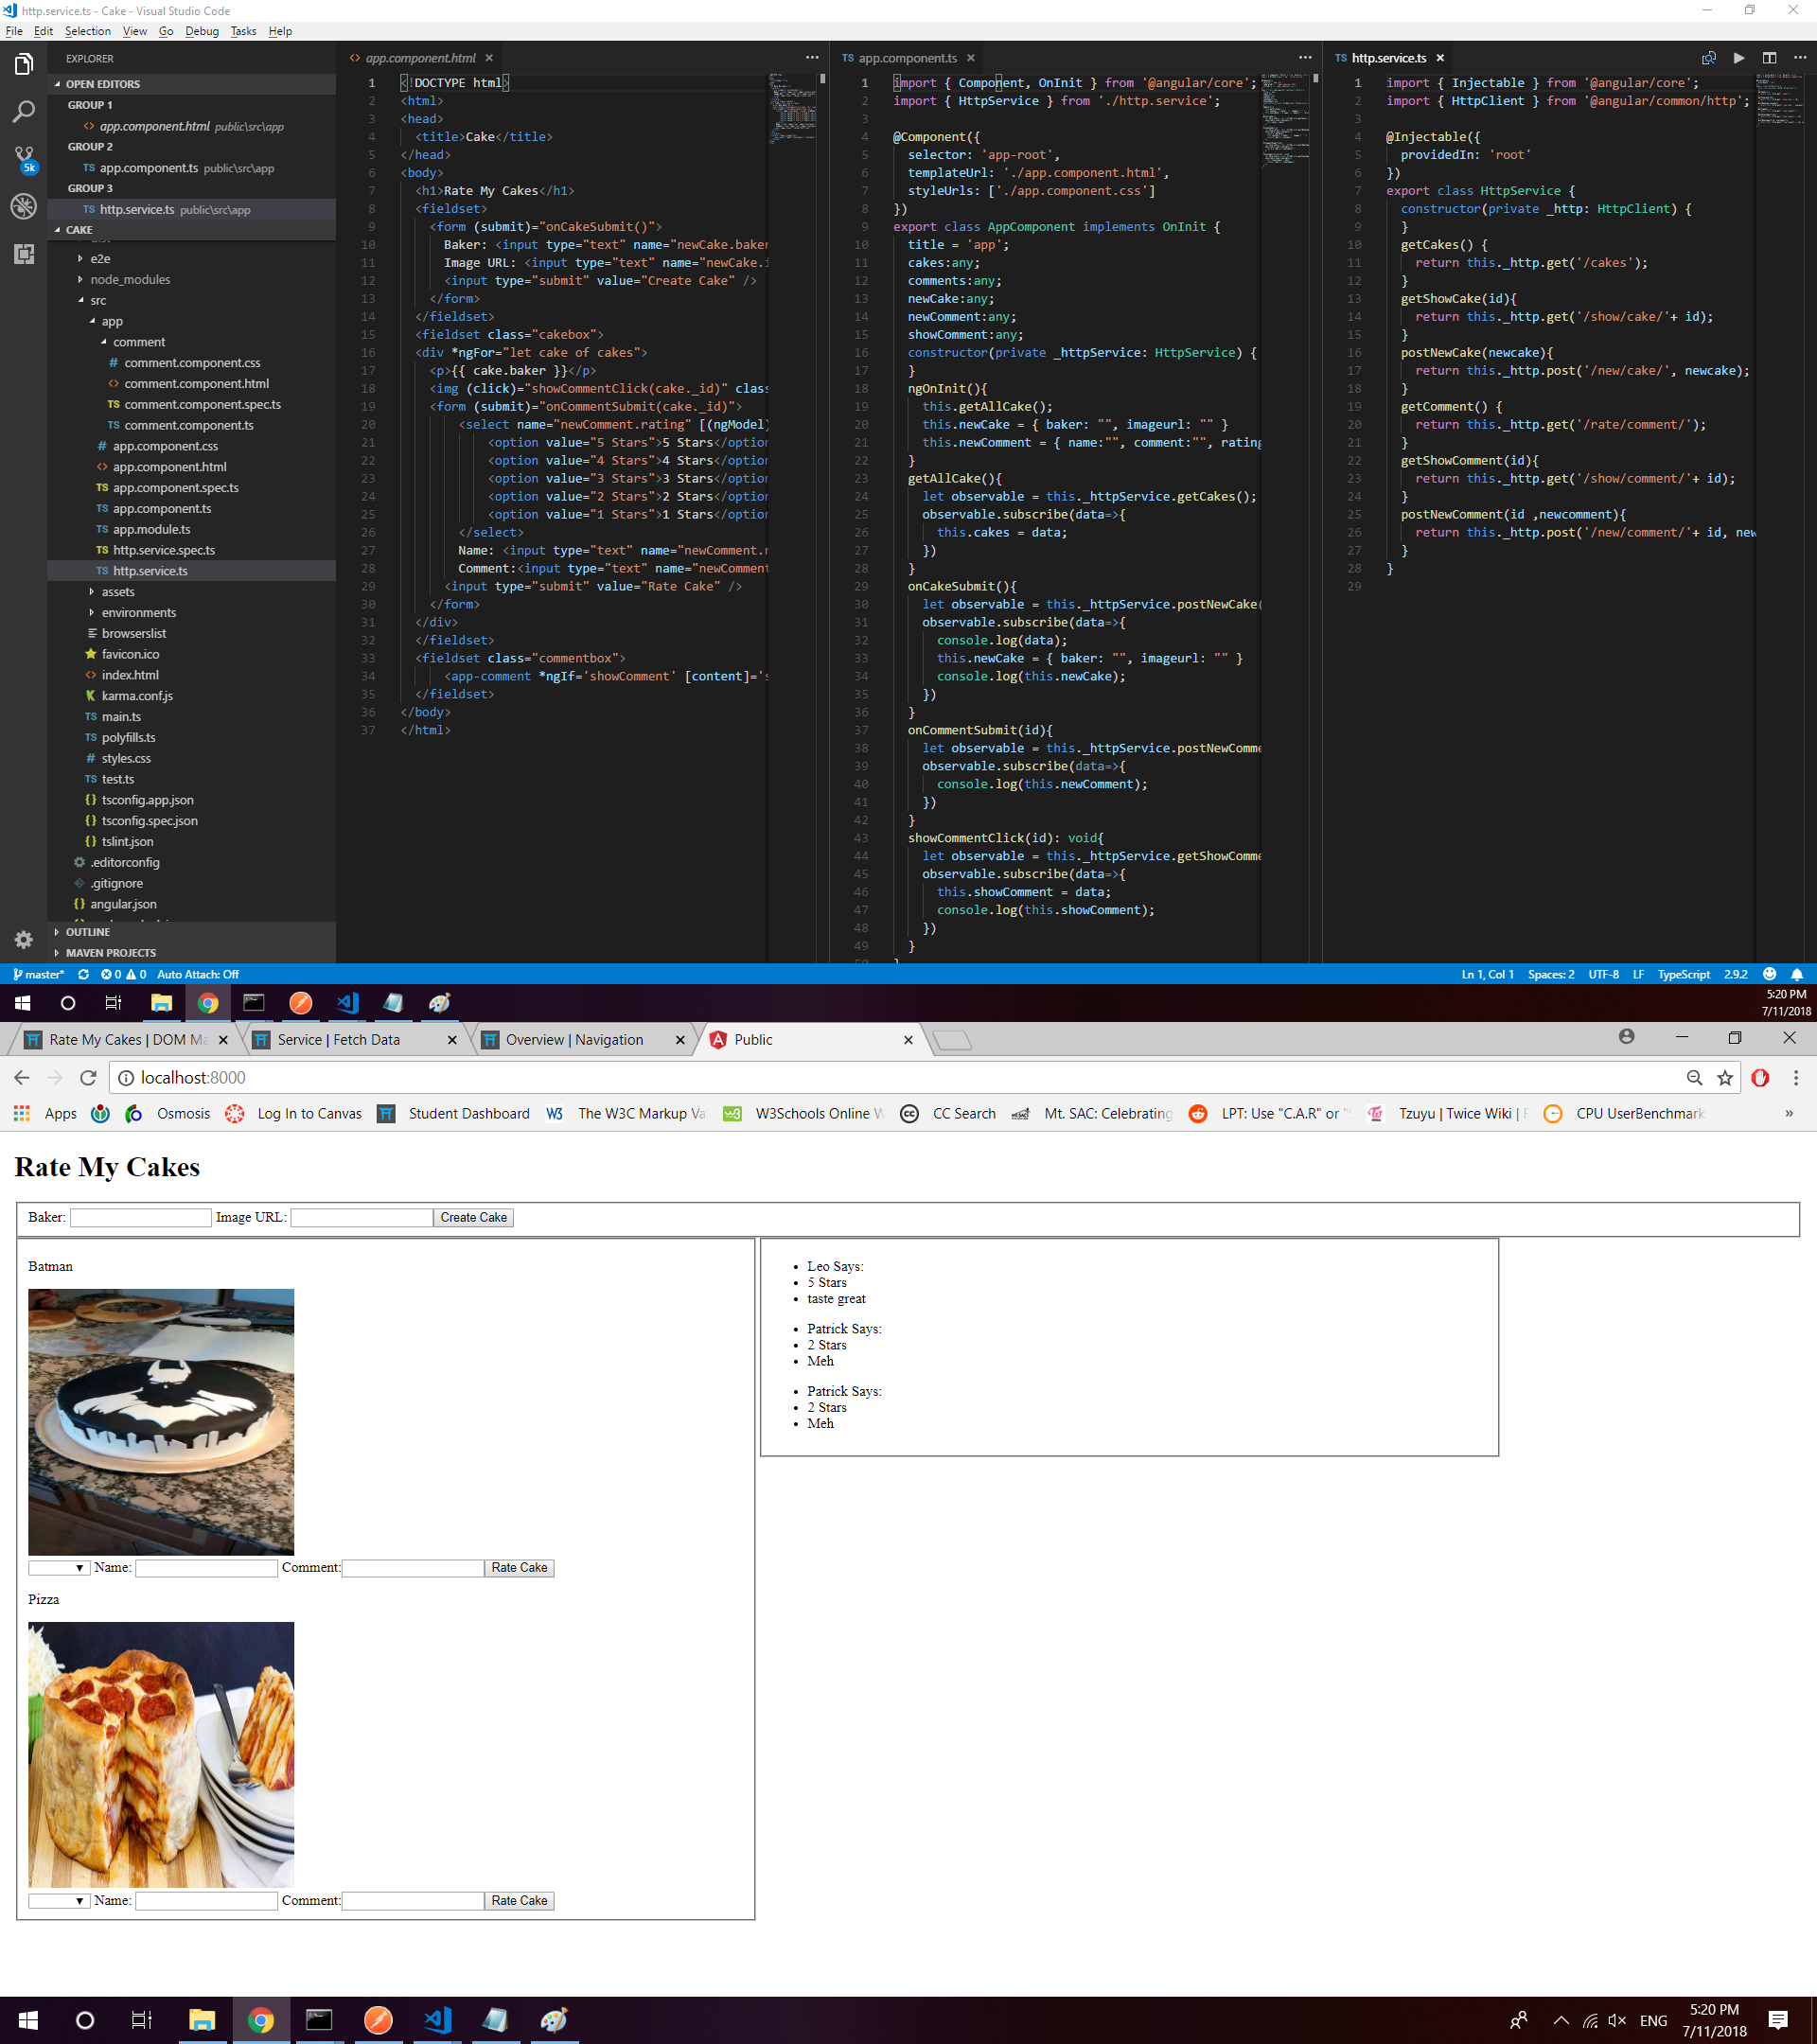 http.service.ts - Cake - Visual Studio Code
File Edit Selection View Go Debug Tasks Help
EXPLORER
OPEN EDITORS
GROUP 1
app.component.html public\src\app
GROUP 2
TS app.component.ts public\src\app
GROUP 3
TS http.service.ts public\src\app
CAKE
e2e
node_modules
src
app
comment
# comment.component.css
<> comment.component.html
TS comment.component.spec.ts
TS comment.component.ts
# app.component.css
<> app.component.html
TS app.component.spec.ts
TS app.component.ts
TS app.module.ts
TS http.service.spec.ts
TS http.service.ts
assets
environments
browserslist
favicon.ico
<> index.html
karma.conf.js
TS main.ts
TS polyfills.ts
# styles.css
TS test.ts
{} tsconfig.app.json
{} tsconfig.spec.json
{} tslint.json
.editorconfig
.gitignore
{} angular.json
OUTLINE
MAVEN PROJECTS
5k
<> app.component.html ×
1 <!DOCTYPE html>
2 <html>
3 <head>
4 <title>Cake</title>
5 </head>
6 <body>
7 <h1>Rate My Cakes</h1>
8 <fieldset>
9 <form (submit)="onCakeSubmit()">
10 Baker: <input type="text" name="newCake.baker
11 Image URL: <input type="text" name="newCake.i
12 <input type="submit" value="Create Cake" />
13 </form>
14 </fieldset>
15 <fieldset class="cakebox">
16 <div *ngFor="let cake of cakes">
17 <p>{{ cake.baker }}</p>
18 <img (click)="showCommentClick(cake._id)" clas
19 <form (submit)="onCommentSubmit(cake._id)">
20 <select name="newComment.rating" [(ngModel)
21 <option value="5 Stars">5 Stars</option
22 <option value="4 Stars">4 Stars</option
23 <option value="3 Stars">3 Stars</option
24 <option value="2 Stars">2 Stars</option
25 <option value="1 Stars">1 Stars</option
26 </select>
27 Name: <input type="text" name="newComment.n
28 Comment:<input type="text" name="newComment
29 <input type="submit" value="Rate Cake" />
30 </form>
31 </div>
32 </fieldset>
33 <fieldset class="commentbox">
34 <app-comment *ngIf='showComment' [content]='s
35 </fieldset>
36 </body>
37 </html>
TS app.component.ts ×
1 import { Component, OnInit } from '@angular/core';
2 import { HttpService } from './http.service';
3
4 @Component({
5 selector: 'app-root',
6 templateUrl: './app.component.html',
7 styleUrls: ['./app.component.css']
8 })
9 export class AppComponent implements OnInit {
10 title = 'app';
11 cakes:any;
12 comments:any;
13 newCake:any;
14 newComment:any;
15 showComment:any;
16 constructor(private _httpService: HttpService) {
17 }
18 ngOnInit(){
19 this.getAllCake();
20 this.newCake = { baker: "", imageurl: "" }
21 this.newComment = { name:"", comment:"", rating
22 }
23 getAllCake(){
24 let observable = this._httpService.getCakes();
25 observable.subscribe(data=>{
26 this.cakes = data;
27 })
28 }
29 onCakeSubmit(){
30 let observable = this._httpService.postNewCake(
31 observable.subscribe(data=>{
32 console.log(data);
33 this.newCake = { baker: "", imageurl: "" }
34 console.log(this.newCake);
35 })
36 }
37 onCommentSubmit(id){
38 let observable = this._httpService.postNewComme
39 observable.subscribe(data=>{
40 console.log(this.newComment);
41 })
42 }
43 showCommentClick(id): void{
44 let observable = this._httpService.getShowComme
45 observable.subscribe(data=>{
46 this.showComment = data;
47 console.log(this.showComment);
48 })
49 }
TS http.service.ts ×
1 import { Injectable } from '@angular/core';
2 import { HttpClient } from '@angular/common/http';
3
4 @Injectable({
5 providedIn: 'root'
6 })
7 export class HttpService {
8 constructor(private _http: HttpClient) {
9 }
10 getCakes() {
11 return this._http.get('/cakes');
12 }
13 getShowCake(id){
14 return this._http.get('/show/cake/'+ id);
15 }
16 postNewCake(newcake){
17 return this._http.post('/new/cake/', newcake);
18 }
19 getComment() {
20 return this._http.get('/rate/comment/');
21 }
22 getShowComment(id){
23 return this._http.get('/show/comment/'+ id);
24 }
25 postNewComment(id ,newcomment){
26 return this._http.post('/new/comment/'+ id, new
27 }
28 }
29
master* 0 0 Auto Attach: Off
Ln 1, Col 1 Spaces: 2 UTF-8 LF TypeScript 2.9.2
5:20 PM
7/11/2018
Rate My Cakes | DOM Ma × Service | Fetch Data × Overview | Navigation × Public ×
localhost:8000
Apps Osmosis Log In to Canvas Student Dashboard W3 The W3C Markup Va w3 W3Schools Online W cc CC Search Mt. SAC: Celebrating LPT: Use "C.A.R" or " Tzuyu | Twice Wiki | CPU UserBenchmark »
Rate My Cakes
Baker: Image URL: Create Cake
Batman
Name: Comment: Rate Cake
Pizza
Name: Comment: Rate Cake
• Leo Says:
• 5 Stars
• taste great
• Patrick Says:
• 2 Stars
• Meh
• Patrick Says:
• 2 Stars
• Meh
ENG
5:20 PM
7/11/2018